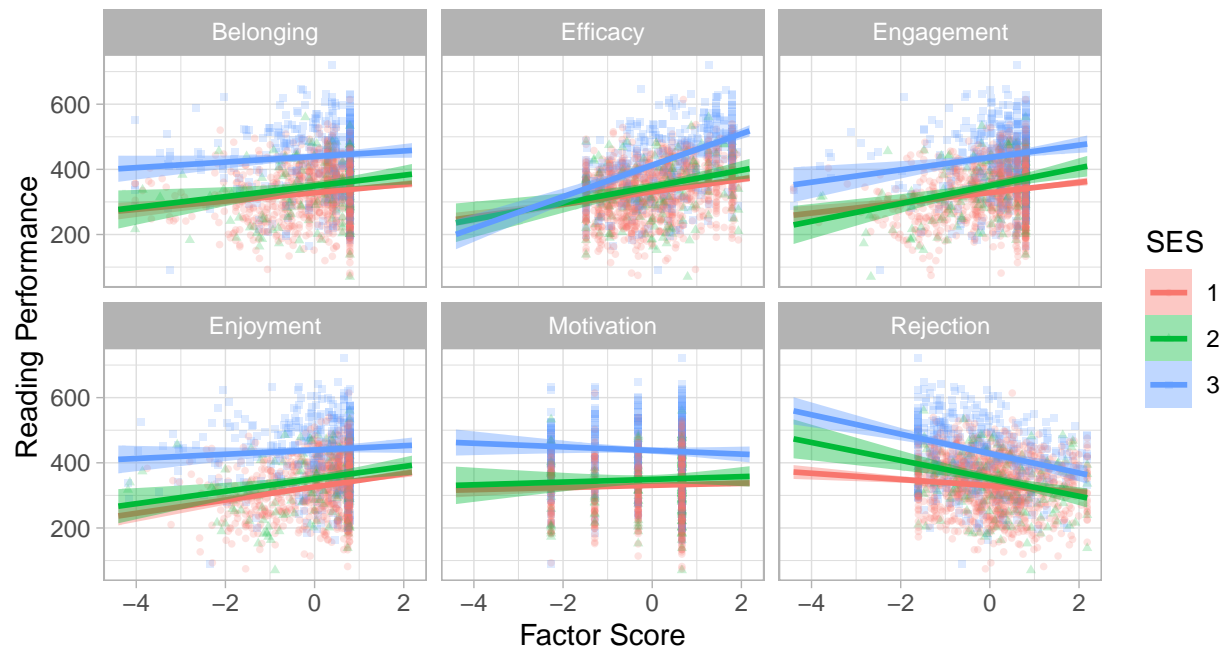 Belonging
Efficacy
Engagement
600
400
200
Enjoyment
Motivation
Rejection
600
400
200
−4
−2
0
2
−4
−2
0
2
−4
−2
0
2
Factor Score
Reading Performance
SES
1
2
3